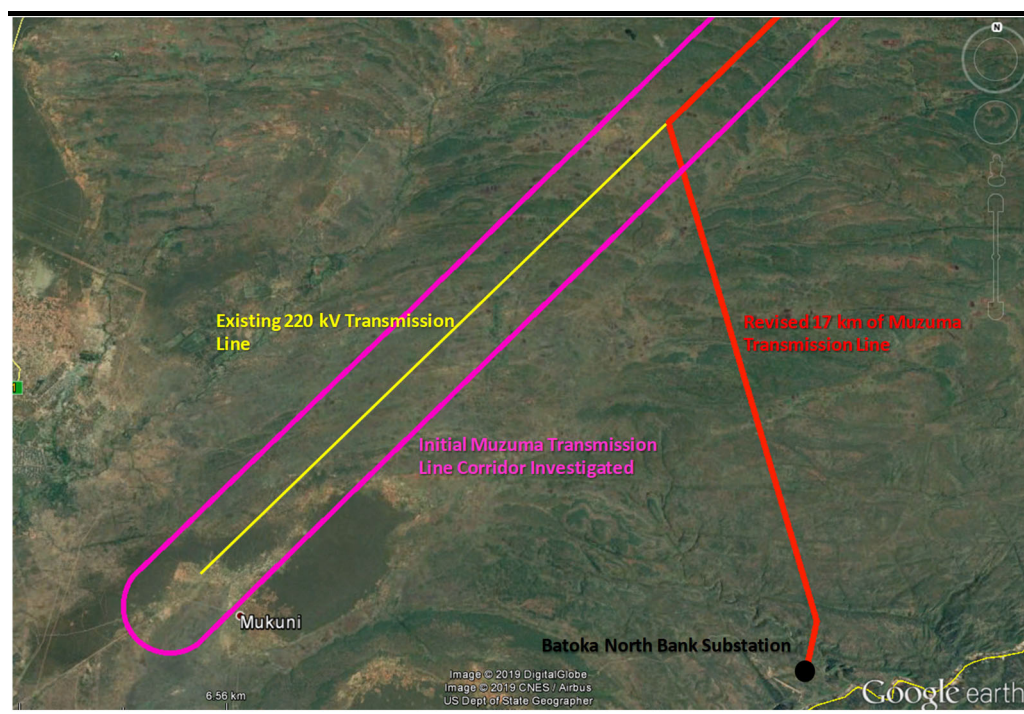 N
Existing 220 kV Transmission
Line
Revised 17 km of Muzuma
Transmission Line
Initial Muzuma Transmission
Line Corridor Investigated
Mukuni
Batoka North Bank Substation
6.56 km
Image © 2019 DigitalGlobe
Image © 2019 CNES / Airbus
US Dept of State Geographer
Google earth